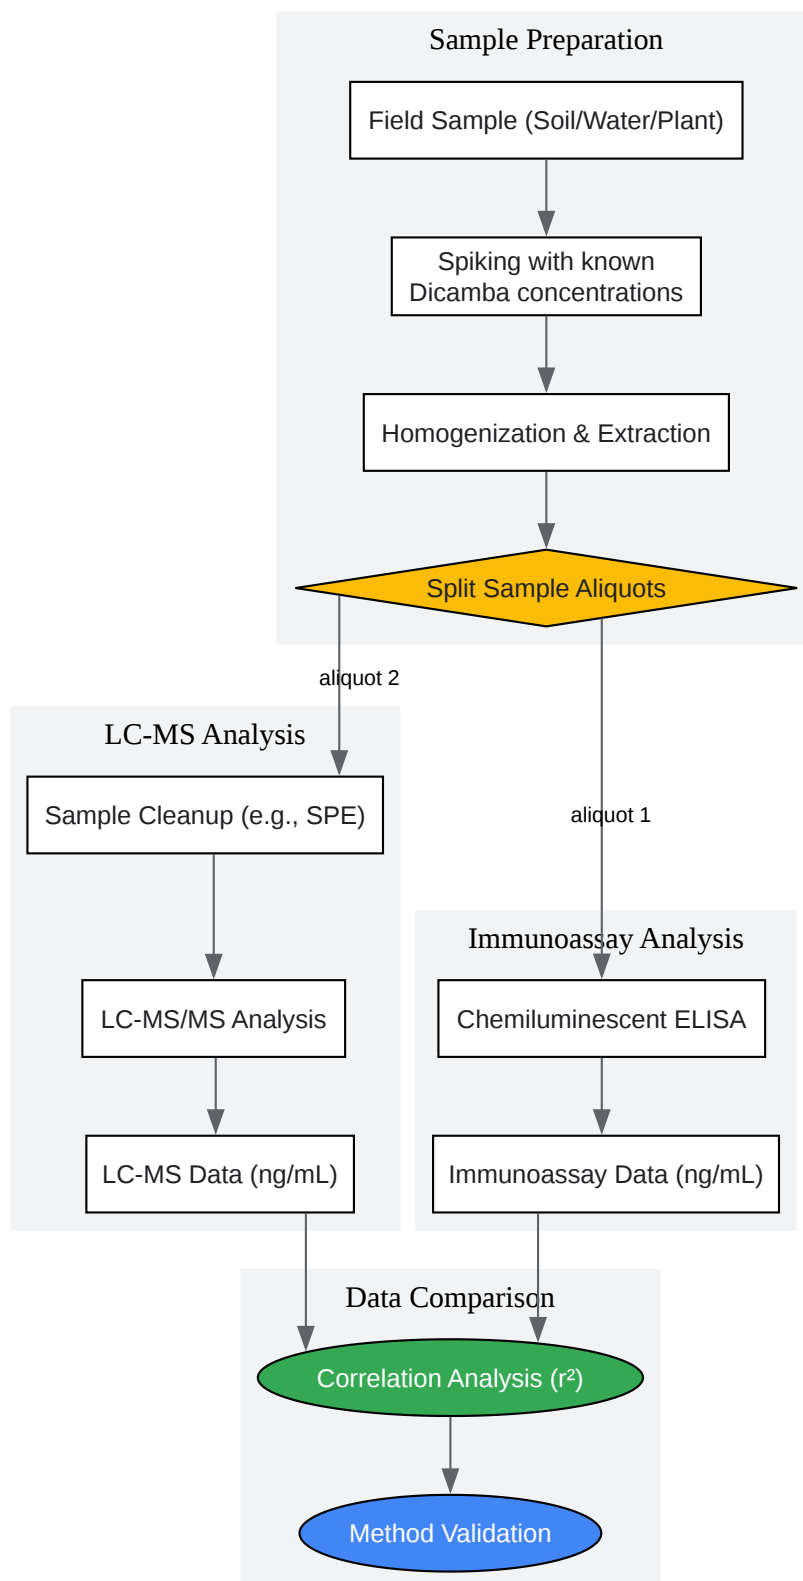 Sample Preparation
Field Sample (Soil/Water/Plant)
Spiking with known
Dicamba concentrations
Homogenization & Extraction
Split Sample Aliquots
aliquot 2
LC-MS Analysis
Sample Cleanup (e.g., SPE)
aliquot 1
Immunoassay Analysis
LC-MS/MS Analysis
Chemiluminescent ELISA
LC-MS Data (ng/mL)
Immunoassay Data (ng/mL)
Data Comparison
Correlation Analysis (r²)
Method Validation